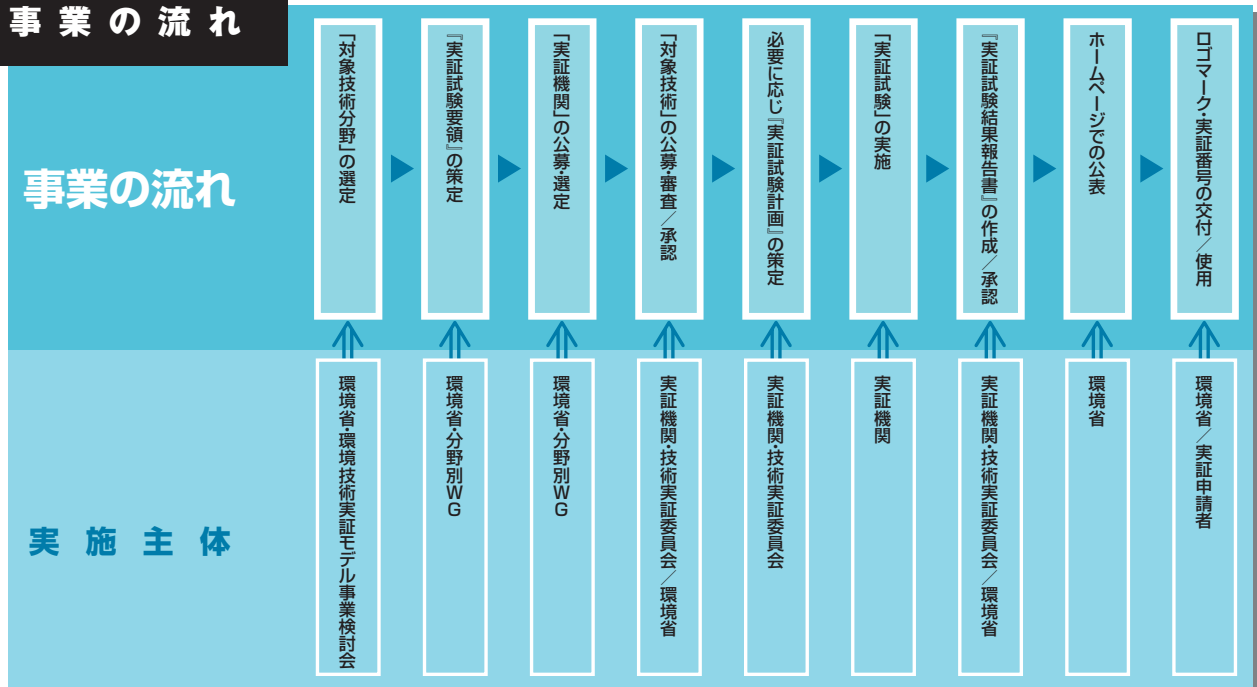 事業の流れ
事業の流れ
「対象技術分野」の選定
『実証試験要領』の策定
「実証機関」の公募・選定
「対象技術」の公募・審査／承認
必要に応じ『実証試験計画』の策定
「実証試験」の実施
『実証試験結果報告書』の作成／承認
ホームページでの公表
ロゴマーク・実証番号の交付／使用
実施主体
環境省・環境技術実証モデル事業検討会
環境省・分野別WG
環境省・分野別WG
実証機関・技術実証委員会／環境省
実証機関・技術実証委員会
実証機関
実証機関・技術実証委員会／環境省
環境省
環境省／実証申請者